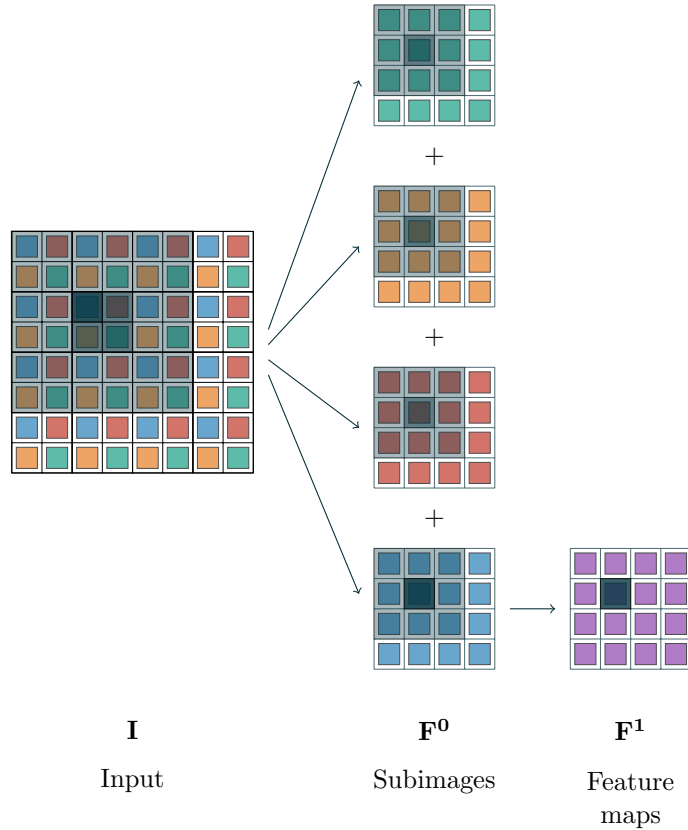 +
+
+
I F⁰ F¹
Input Subimages Feature
maps